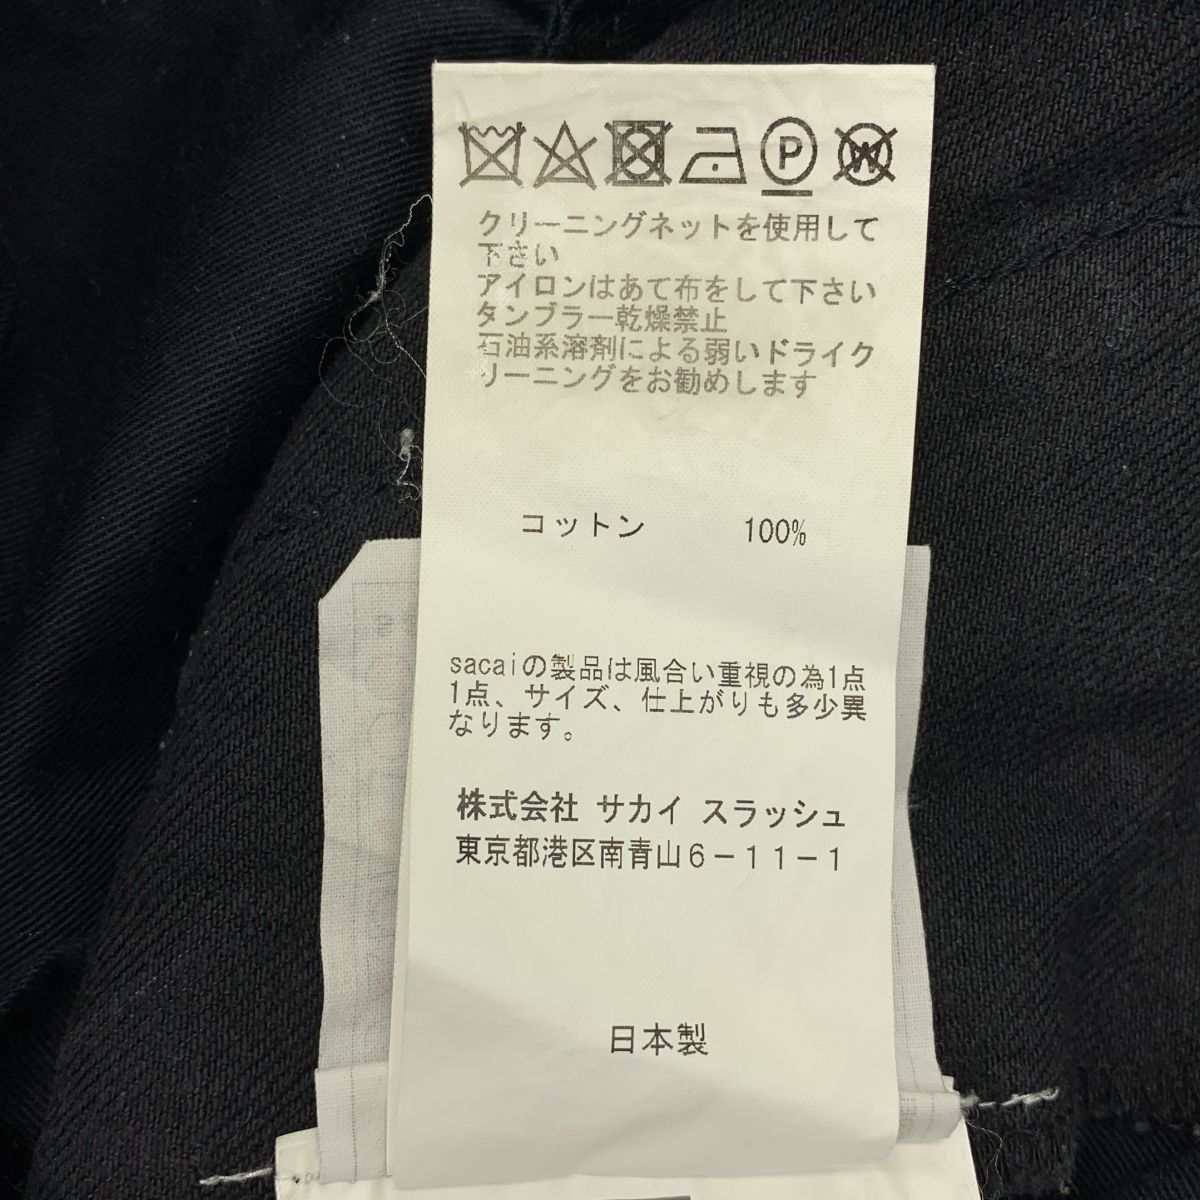 P W
クリーニングネットを使用して
下さい
アイロンはあて布をして下さい
タンブラー乾燥禁止
石油系溶剤による弱いドライク
リーニングをお勧めします
コットン 100%
sacaiの製品は風合い重視の為1点
1点、サイズ、仕上がりも多少異
なります。
株式会社 サカイ スラッシュ
東京都港区南青山6-11-1
日本製